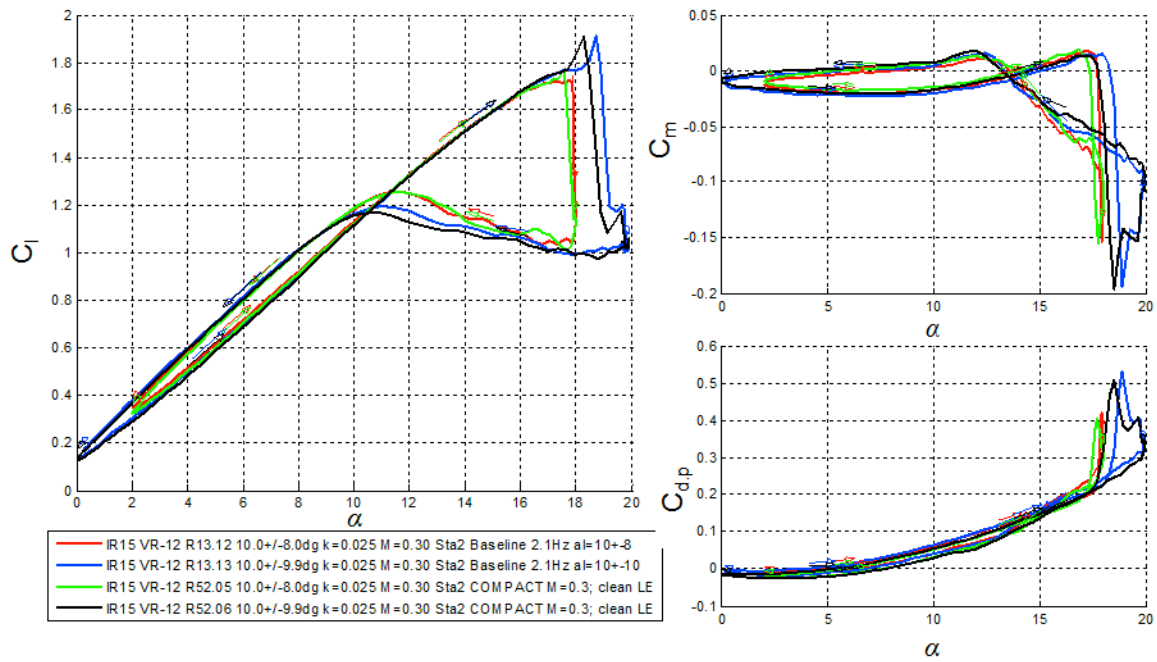 2
1.8
1.6
1.4
1.2
1
0.8
0.6
0.4
0.2
0
Cl
0 2 4 6 8 10 12 14 16 18 20
α
0.05
0
-0.05
-0.1
-0.15
-0.2
Cm
0 5 10 15 20
α
0.6
0.5
0.4
0.3
0.2
0.1
0
-0.1
Cd.p
0 5 10 15 20
α
IR15 VR-12 R13.12 10.0+/-8.0dg k=0.025 M=0.30 Sta2 Baseline 2.1Hz al=10+-8
IR15 VR-12 R13.13 10.0+/-9.9dg k=0.025 M=0.30 Sta2 Baseline 2.1Hz al=10+-10
IR15 VR-12 R52.05 10.0+/-8.0dg k=0.025 M=0.30 Sta2 COMPACT M=0.3; clean LE
IR15 VR-12 R52.06 10.0+/-9.9dg k=0.025 M=0.30 Sta2 COMPACT M=0.3; clean LE